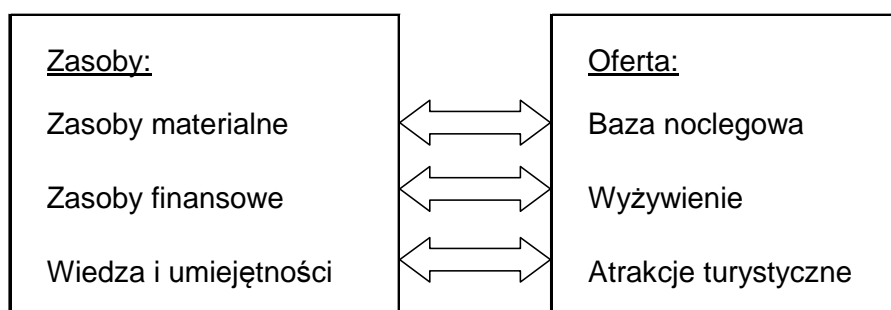 Zasoby:
Zasoby materialne
Zasoby finansowe
Wiedza i umiejętności
Oferta:
Baza noclegowa
Wyżywienie
Atrakcje turystyczne